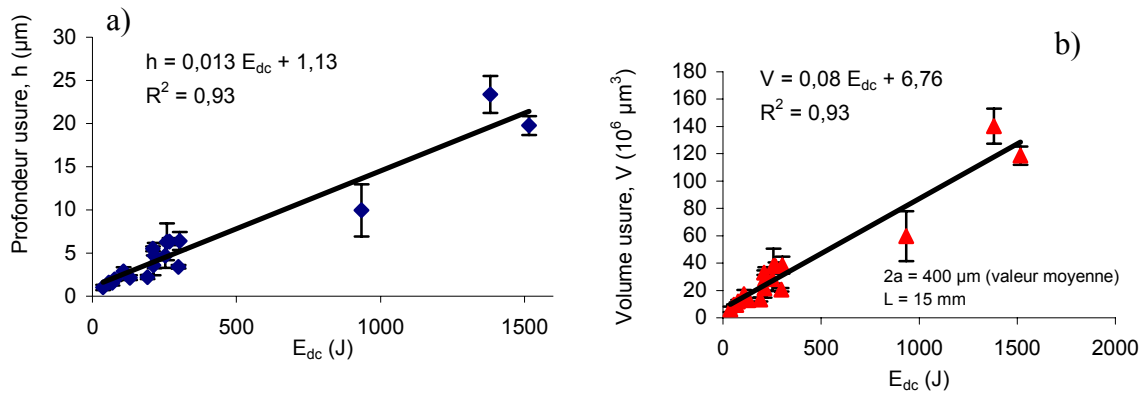 a)
Profondeur usure, h (µm)
30
25
20
15
10
5
0
h = 0,013 E_dc + 1,13
R² = 0,93
0 500 1000 1500
E_dc (J)
b)
Volume usure, V (10⁶ µm³)
180
160
140
120
100
80
60
40
20
0
V = 0,08 E_dc + 6,76
R² = 0,93
2a = 400 µm (valeur moyenne)
L = 15 mm
0 500 1000 1500 2000
E_dc (J)